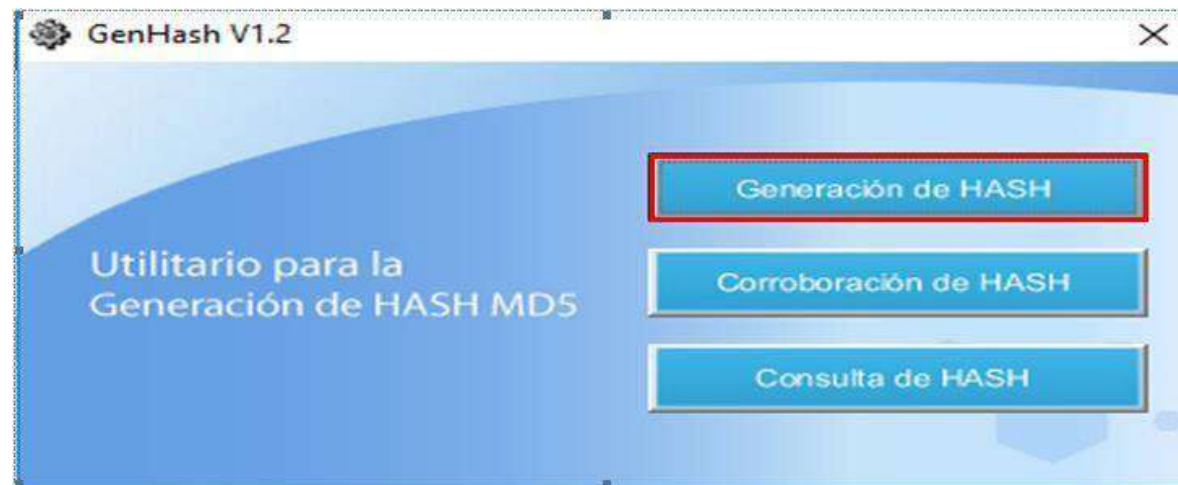 GenHash V1.2
Utilitario para la
Generación de HASH MD5
Generación de HASH
Corroboración de HASH
Consulta de HASH